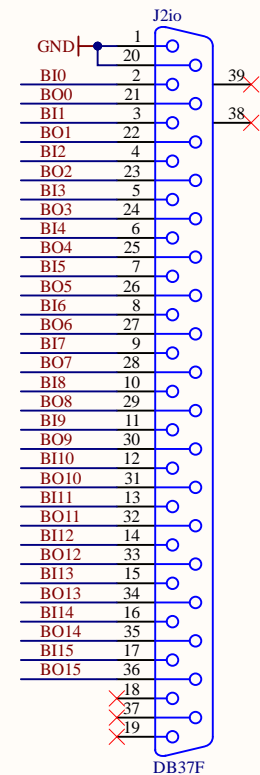 J2io
GND 1
20
BI0 2 39
BO0 21
BI1 3 38
BO1 22
BI2 4
BO2 23
BI3 5
BO3 24
BI4 6
BO4 25
BI5 7
BO5 26
BI6 8
BO6 27
BI7 9
BO7 28
BI8 10
BO8 29
BI9 11
BO9 30
BI10 12
BO10 31
BI11 13
BO11 32
BI12 14
BO12 33
BI13 15
BO13 34
BI14 16
BO14 35
BI15 17
BO15 36
18
37
19
DB37F